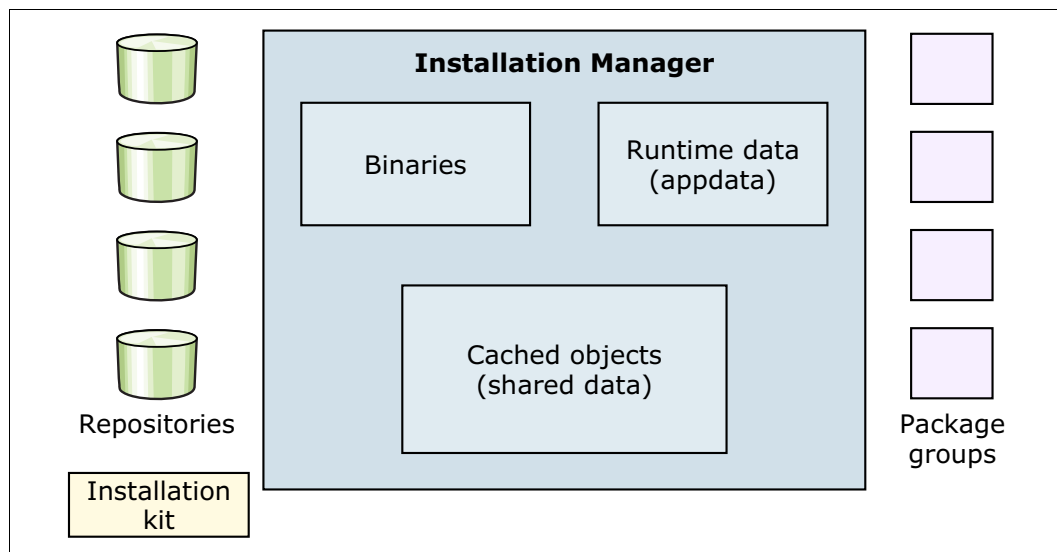 Installation Manager
Binaries
Runtime data
(appdata)
Cached objects
(shared data)
Repositories
Installation
kit
Package
groups